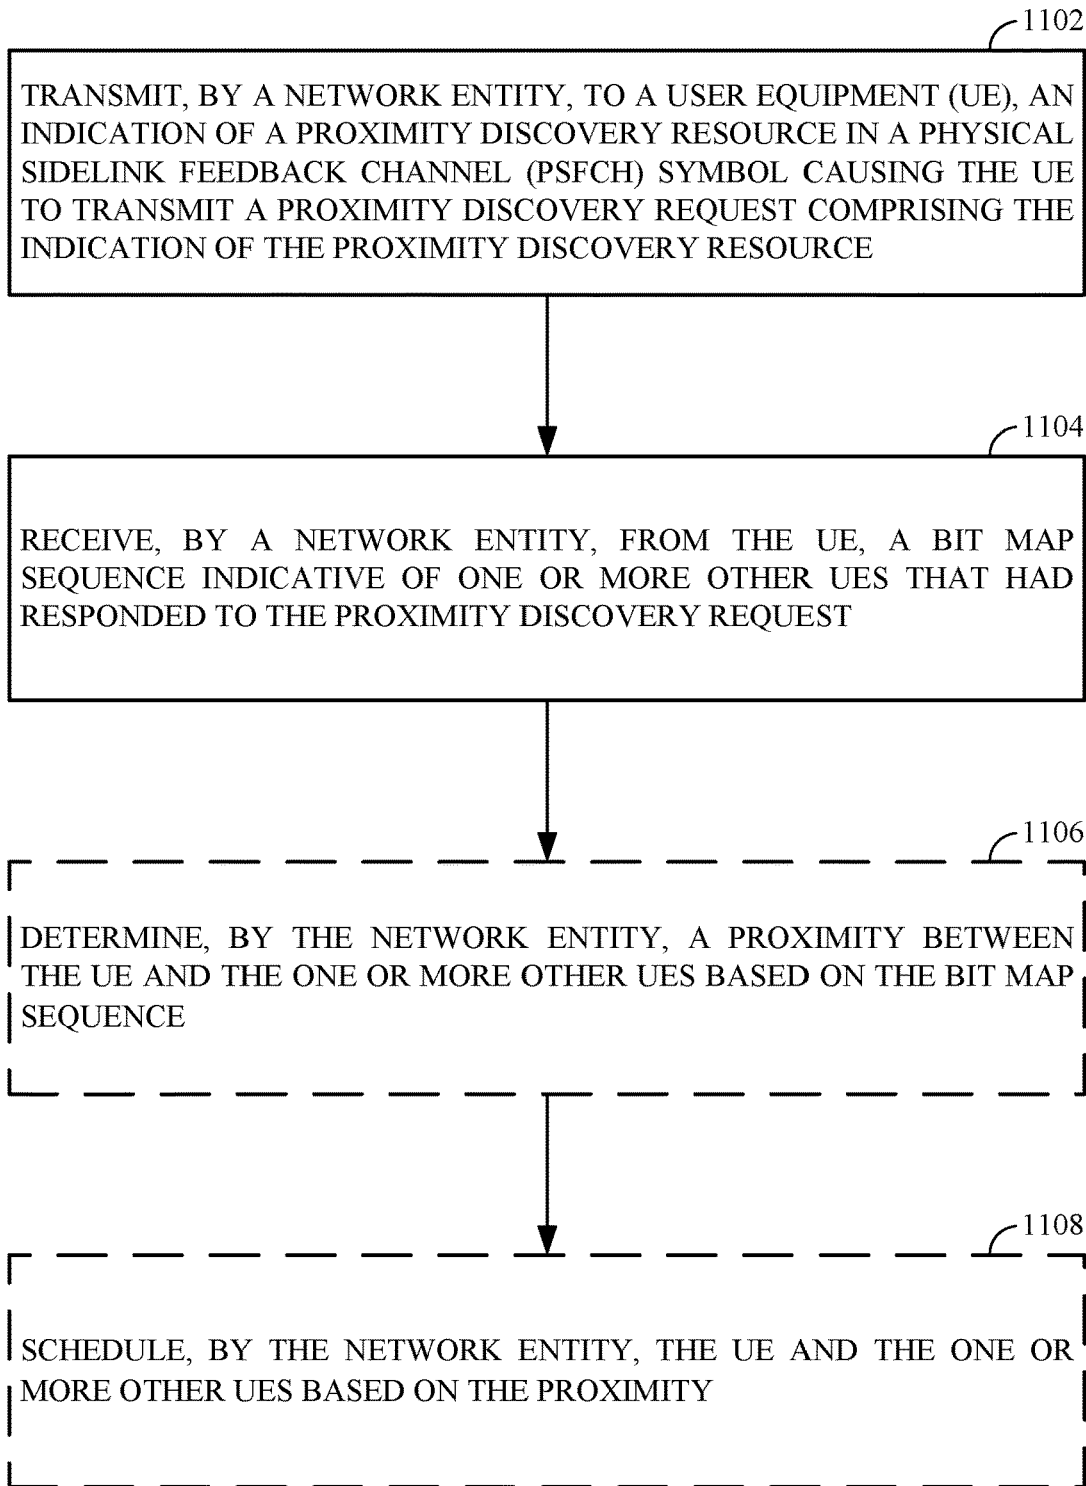 1102
TRANSMIT, BY A NETWORK ENTITY, TO A USER EQUIPMENT (UE), AN
INDICATION OF A PROXIMITY DISCOVERY RESOURCE IN A PHYSICAL
SIDELINK FEEDBACK CHANNEL (PSFCH) SYMBOL CAUSING THE UE
TO TRANSMIT A PROXIMITY DISCOVERY REQUEST COMPRISING THE
INDICATION OF THE PROXIMITY DISCOVERY RESOURCE
1104
RECEIVE, BY A NETWORK ENTITY, FROM THE UE, A BIT MAP
SEQUENCE INDICATIVE OF ONE OR MORE OTHER UES THAT HAD
RESPONDED TO THE PROXIMITY DISCOVERY REQUEST
1106
DETERMINE, BY THE NETWORK ENTITY, A PROXIMITY BETWEEN
THE UE AND THE ONE OR MORE OTHER UES BASED ON THE BIT MAP
SEQUENCE
1108
SCHEDULE, BY THE NETWORK ENTITY, THE UE AND THE ONE OR
MORE OTHER UES BASED ON THE PROXIMITY